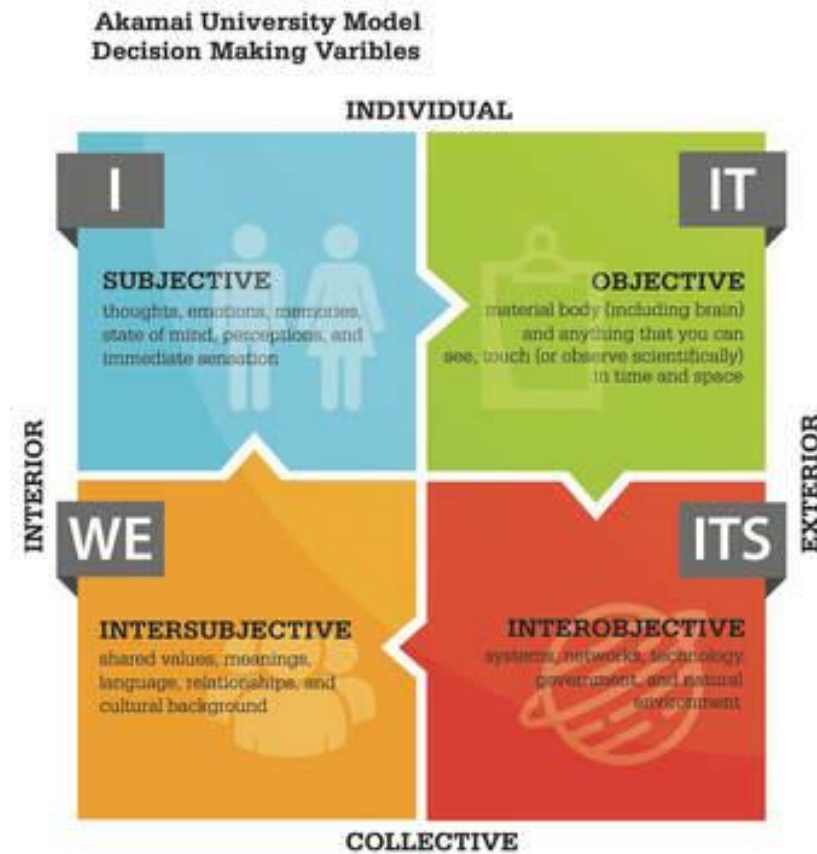 Akamai University Model
Decision Making Varibles
INDIVIDUAL
I
IT
SUBJECTIVE
thoughts, emotions, memories,
state of mind, perceptions, and
immediate sensation
OBJECTIVE
material body (including brain)
and anything that you can
see, touch (or observe scientifically)
in time and space
INTERIOR
EXTERIOR
WE
ITS
INTERSUBJECTIVE
shared values, meanings,
language, relationships, and
cultural background
INTEROBJECTIVE
systems, networks, technology
government, and natural
environment
COLLECTIVE